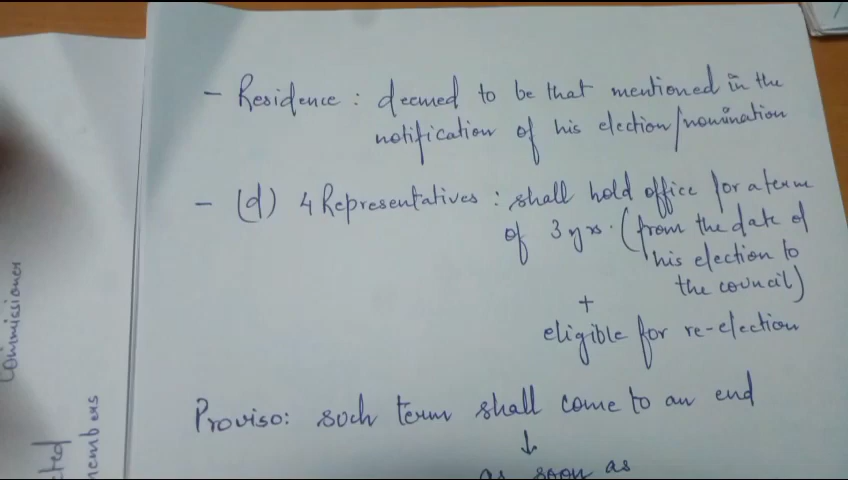 - Residence : deemed to be that mentioned in the
notification of his election/nomination
- (d) 4 Representatives : shall hold office for a term
of 3 yrs. (from the date of
his election to
the council)
+
eligible for re-election
Proviso: such term shall come to an end
↓
as soon as
Commissioner
members